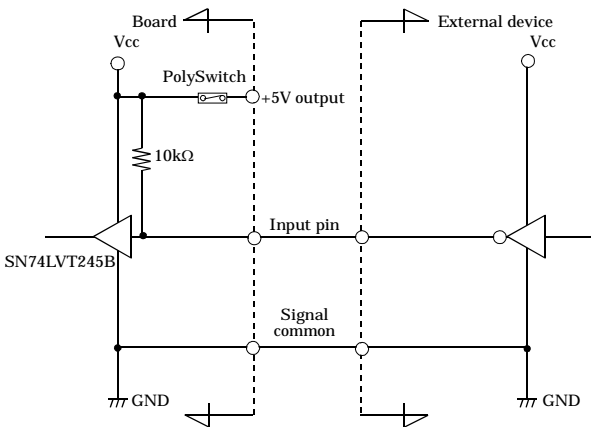 Board
External device
Vcc
Vcc
PolySwitch
+5V output
10kΩ
Input pin
SN74LVT245B
Signal
common
GND
GND